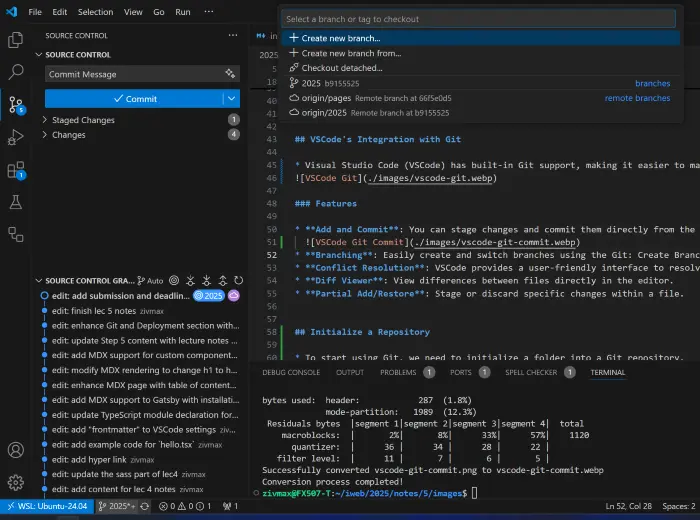 File Edit Selection View Go Run ···
Select a branch or tag to checkout
Create new branch...
Create new branch from...
Checkout detached...
2025 b9155525 branches
origin/pages Remote branch at 66f5e0d5 remote branches
origin/2025 Remote branch at b9155525
SOURCE CONTROL
SOURCE CONTROL
Commit Message
Commit
Staged Changes 1
Changes 4
5
1
2025
18
42
43
44
45
46
47
48
49
50
51
52
53
54
55
56
57
58
59
60
## VSCode's Integration with Git
* Visual Studio Code (VSCode) has built-in Git support, making it easier to ma
![VSCode Git](./images/vscode-git.webp)
### Features
* **Add and Commit**: You can stage changes and commit them directly from the
![VSCode Git Commit](./images/vscode-git-commit.webp)
* **Branching**: Easily create and switch branches using the Git: Create Bran
* **Conflict Resolution**: VSCode provides a user-friendly interface to resolv
* **Diff Viewer**: View differences between files directly in the editor.
* **Partial Add/Restore**: Stage or discard specific changes within a file.
## Initialize a Repository
* To start using Git, we need to initialize a folder into a Git repository.
SOURCE CONTROL GRA... Auto
edit: add submission and deadlin... 2025
edit: finish lec 5 notes zivmax
edit: enhance Git and Deployment section with...
edit: update Step 5 content with lecture notes ...
edit: add MDX support for custom component...
edit: modify MDX rendering to change h1 to h...
edit: enhance MDX page with table of content...
edit: add MDX support to Gatsby with installati...
edit: update TypeScript module declaration for...
edit: add "frontmatter" to VSCode settings zivmax
edit: add example code for `hello.tsx` zivmax
edit: add hyper link zivmax
edit: update the sass part of lec4 zivmax
edit: add content for lec 4 notes zivmax
DEBUG CONSOLE OUTPUT PROBLEMS 1 PORTS 1 SPELL CHECKER 1 TERMINAL
bytes used: header: 287 (1.8%)
mode-partition: 1989 (12.3%)
Residuals bytes |segment 1|segment 2|segment 3|segment 4| total
macroblocks: | 2%| 8%| 33%| 57%| 1120
quantizer: | 36 | 34 | 28 | 22 |
filter level: | 11 | 7 | 6 | 5 |
Successfully converted vscode-git-commit.png to vscode-git-commit.webp
Conversion process completed!
zivmax@FX507-T:~/iweb/2025/notes/5/images$
WSL: Ubuntu-24.04 2025*+ 0 0 1 1 Ln 52, Col 28 Spaces: 2